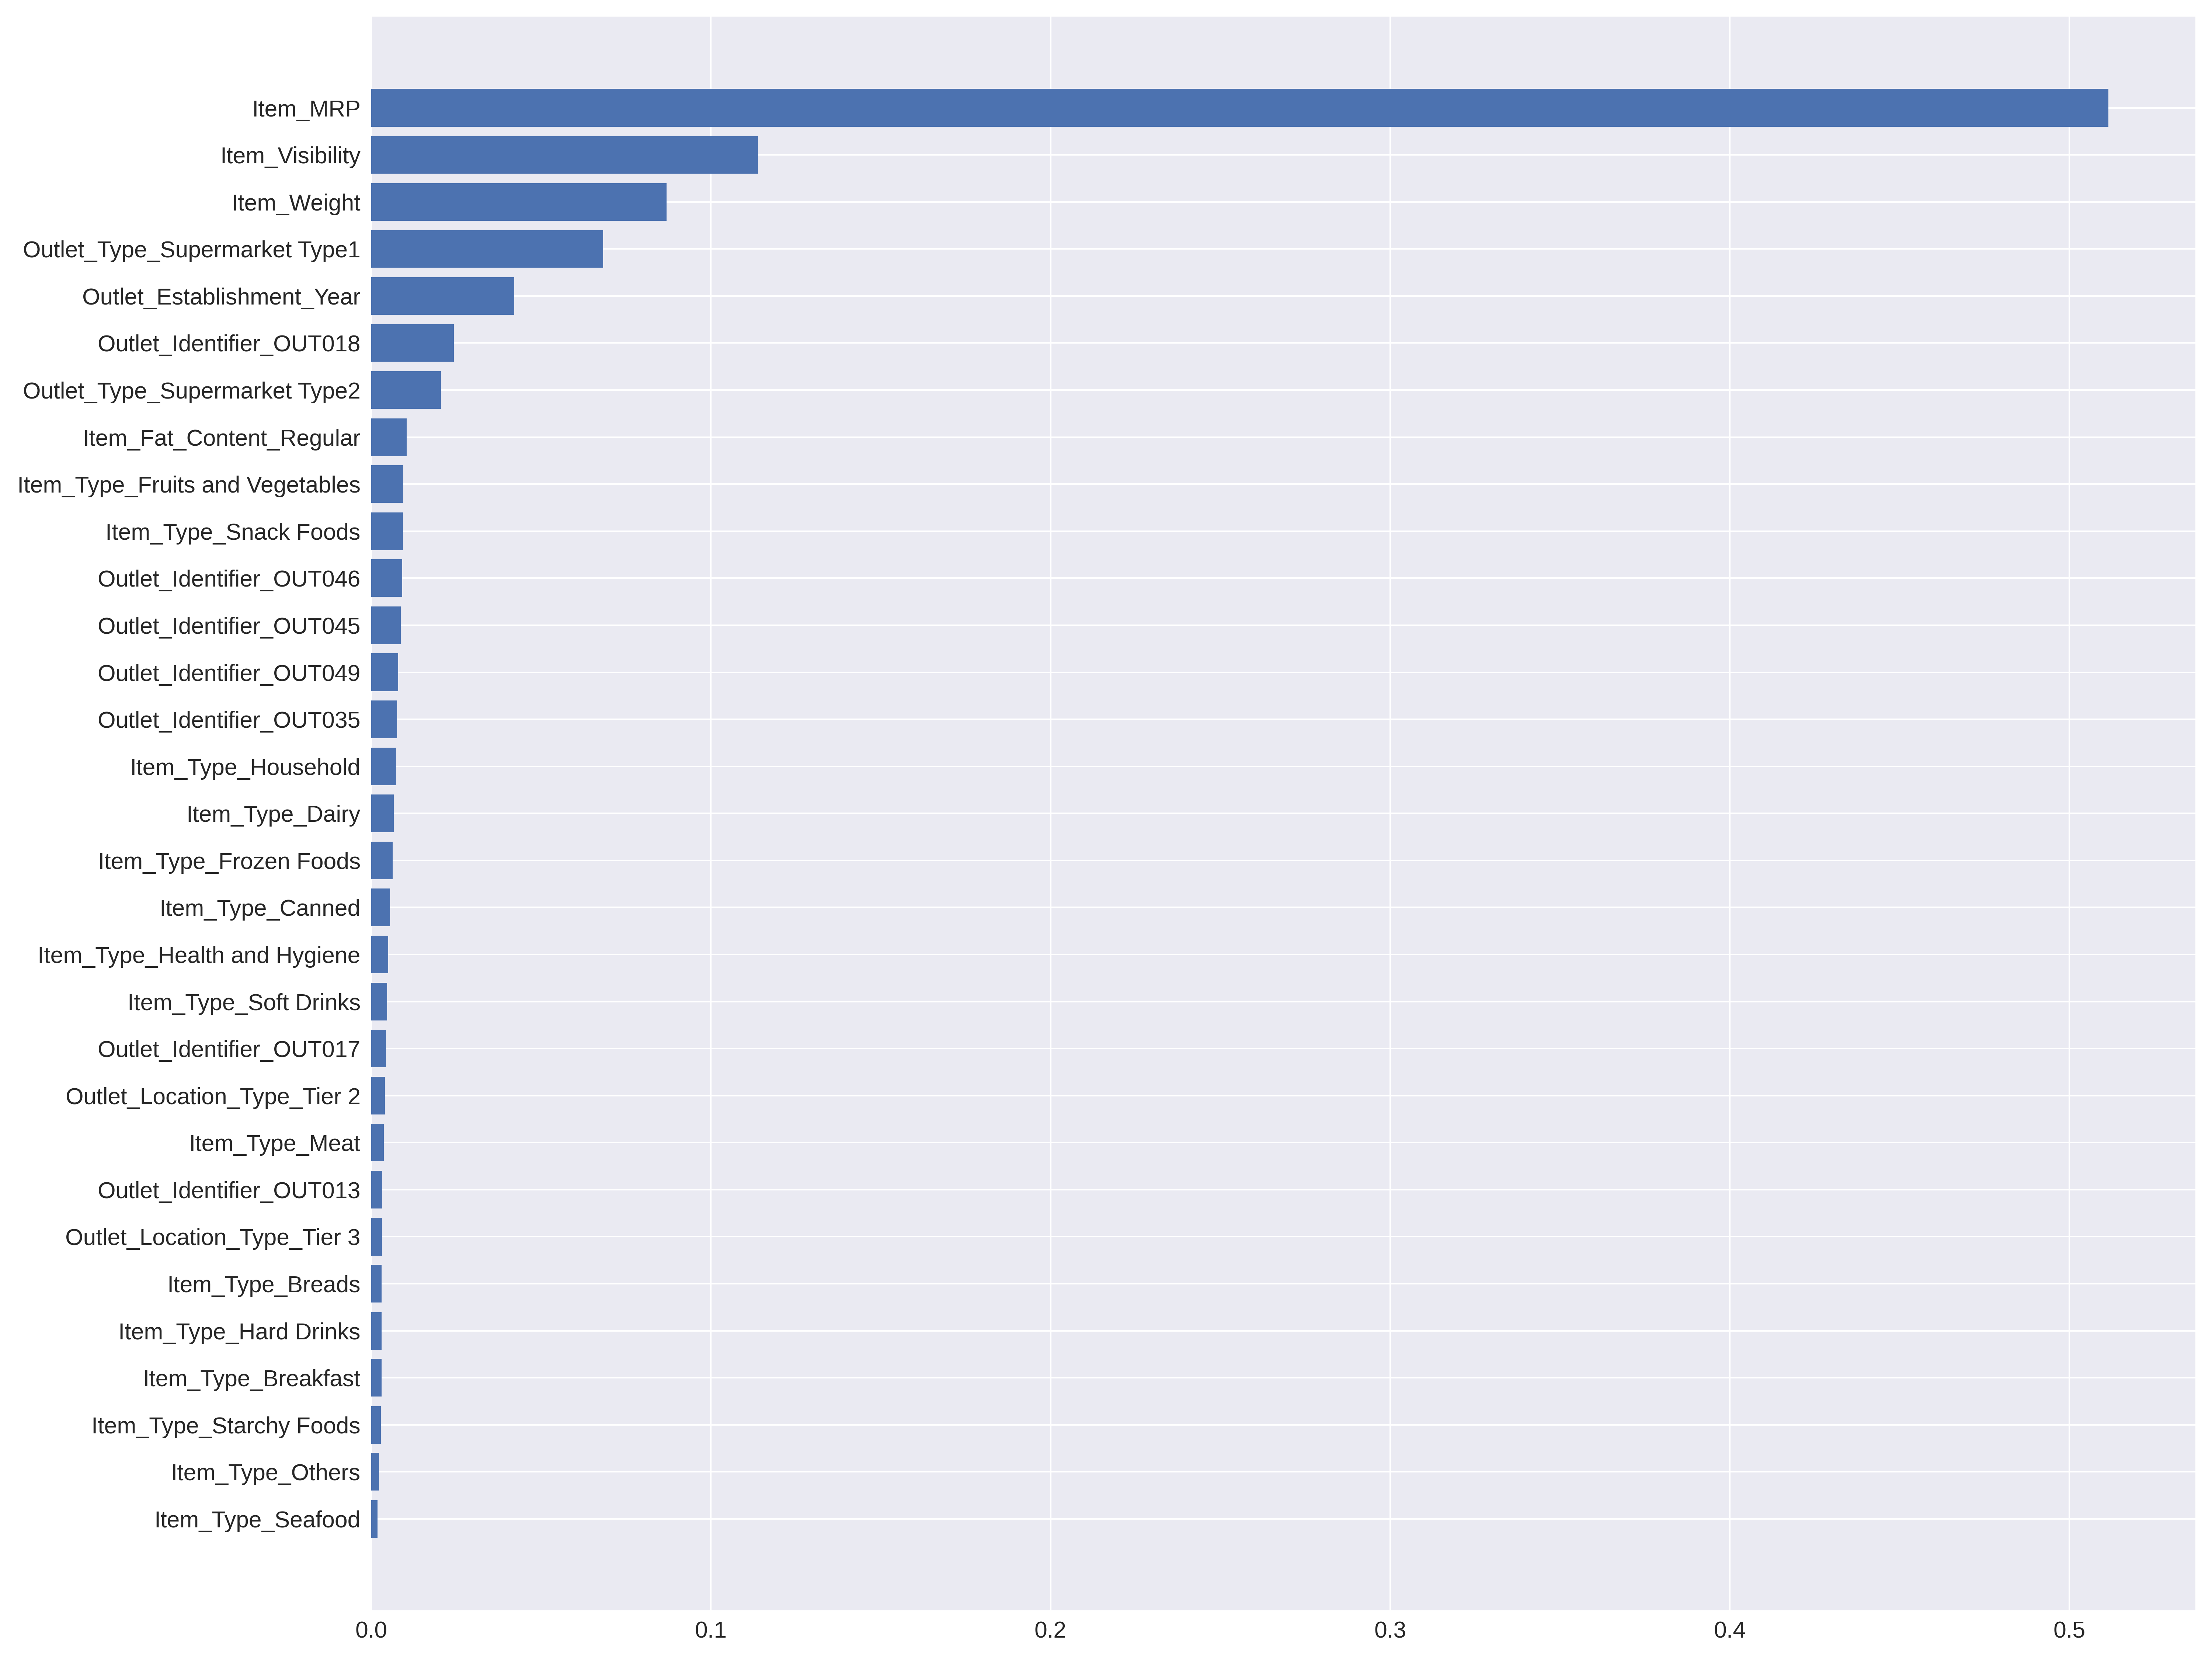 Item_MRP
Item_Visibility
Item_Weight
Outlet_Type_Supermarket Type1
Outlet_Establishment_Year
Outlet_Identifier_OUT018
Outlet_Type_Supermarket Type2
Item_Fat_Content_Regular
Item_Type_Fruits and Vegetables
Item_Type_Snack Foods
Outlet_Identifier_OUT046
Outlet_Identifier_OUT045
Outlet_Identifier_OUT049
Outlet_Identifier_OUT035
Item_Type_Household
Item_Type_Dairy
Item_Type_Frozen Foods
Item_Type_Canned
Item_Type_Health and Hygiene
Item_Type_Soft Drinks
Outlet_Identifier_OUT017
Outlet_Location_Type_Tier 2
Item_Type_Meat
Outlet_Identifier_OUT013
Outlet_Location_Type_Tier 3
Item_Type_Breads
Item_Type_Hard Drinks
Item_Type_Breakfast
Item_Type_Starchy Foods
Item_Type_Others
Item_Type_Seafood
0.0 0.1 0.2 0.3 0.4 0.5